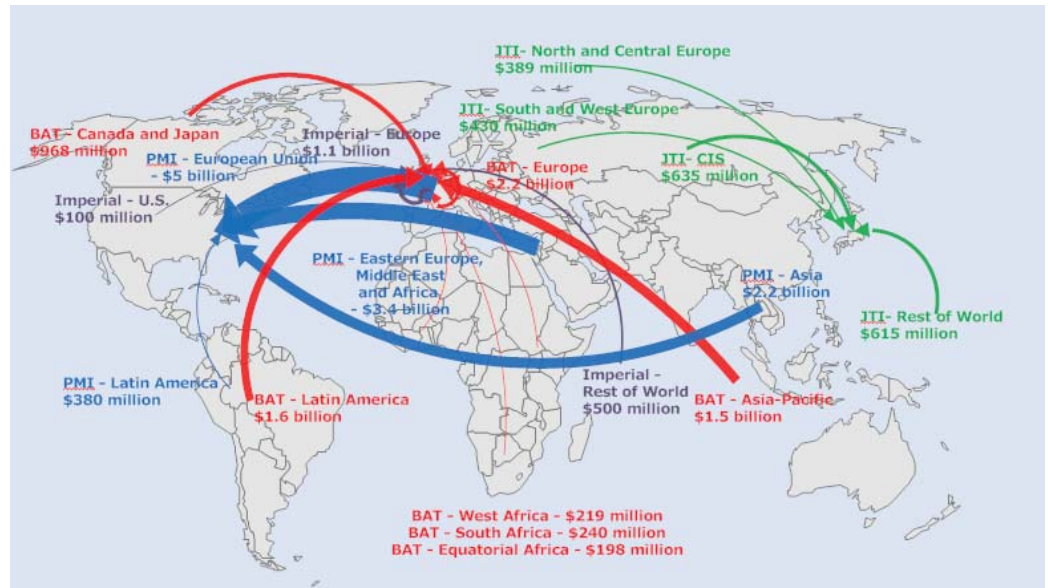 JTI- North and Central Europe
$389 million
JTI- South and West Europe
$430 million
BAT - Canada and Japan
$968 million
Imperial - Europe
$1.1 billion
PMI - European Union
- $5 billion
BAT - Europe
$2.2 billion
JTI- CIS
$635 million
Imperial - U.S.
$100 million
PMI - Eastern Europe,
Middle East
and Africa
- $3.4 billion
PMI - Asia
$2.2 billion
JTI- Rest of World
$615 million
PMI - Latin America
$380 million
BAT - Latin America
$1.6 billion
Imperial -
Rest of World
$500 million
BAT - Asia-Pacific
$1.5 billion
BAT - West Africa - $219 million
BAT - South Africa - $240 million
BAT - Equatorial Africa - $198 million